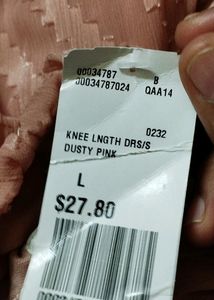 00034787 B
00034787024 QAA14
0232
KNEE LNGTH DRS/S
DUSTY PINK
L
$27.80